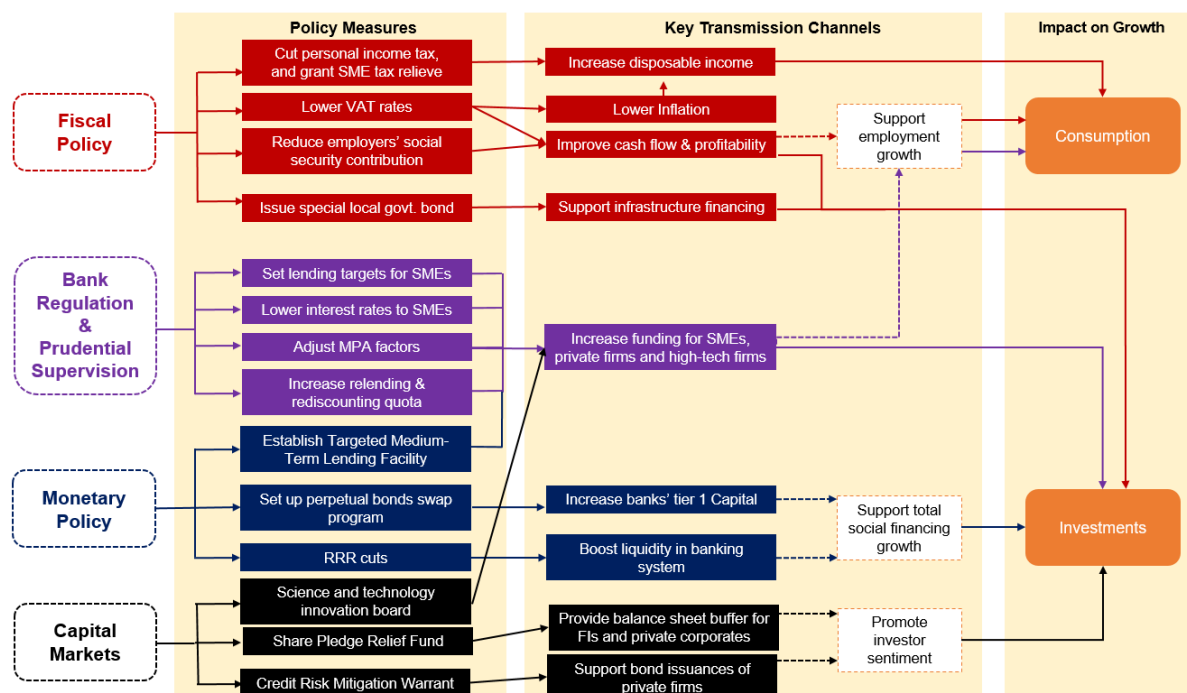 Policy Measures
Key Transmission Channels
Impact on Growth
Fiscal
Policy
Cut personal income tax,
and grant SME tax relieve
Lower VAT rates
Reduce employers' social
security contribution
Issue special local govt. bond
Increase disposable income
Lower Inflation
Improve cash flow & profitability
Support infrastructure financing
Support
employment
growth
Consumption
Bank
Regulation
&
Prudential
Supervision
Set lending targets for SMEs
Lower interest rates to SMEs
Adjust MPA factors
Increase relending &
rediscounting quota
Increase funding for SMEs,
private firms and high-tech firms
Monetary
Policy
Establish Targeted Medium-
Term Lending Facility
Set up perpetual bonds swap
program
RRR cuts
Increase banks' tier 1 Capital
Boost liquidity in banking
system
Support total
social financing
growth
Investments
Capital
Markets
Science and technology
innovation board
Share Pledge Relief Fund
Credit Risk Mitigation Warrant
Provide balance sheet buffer for
FIs and private corporates
Support bond issuances of
private firms
Promote
investor
sentiment